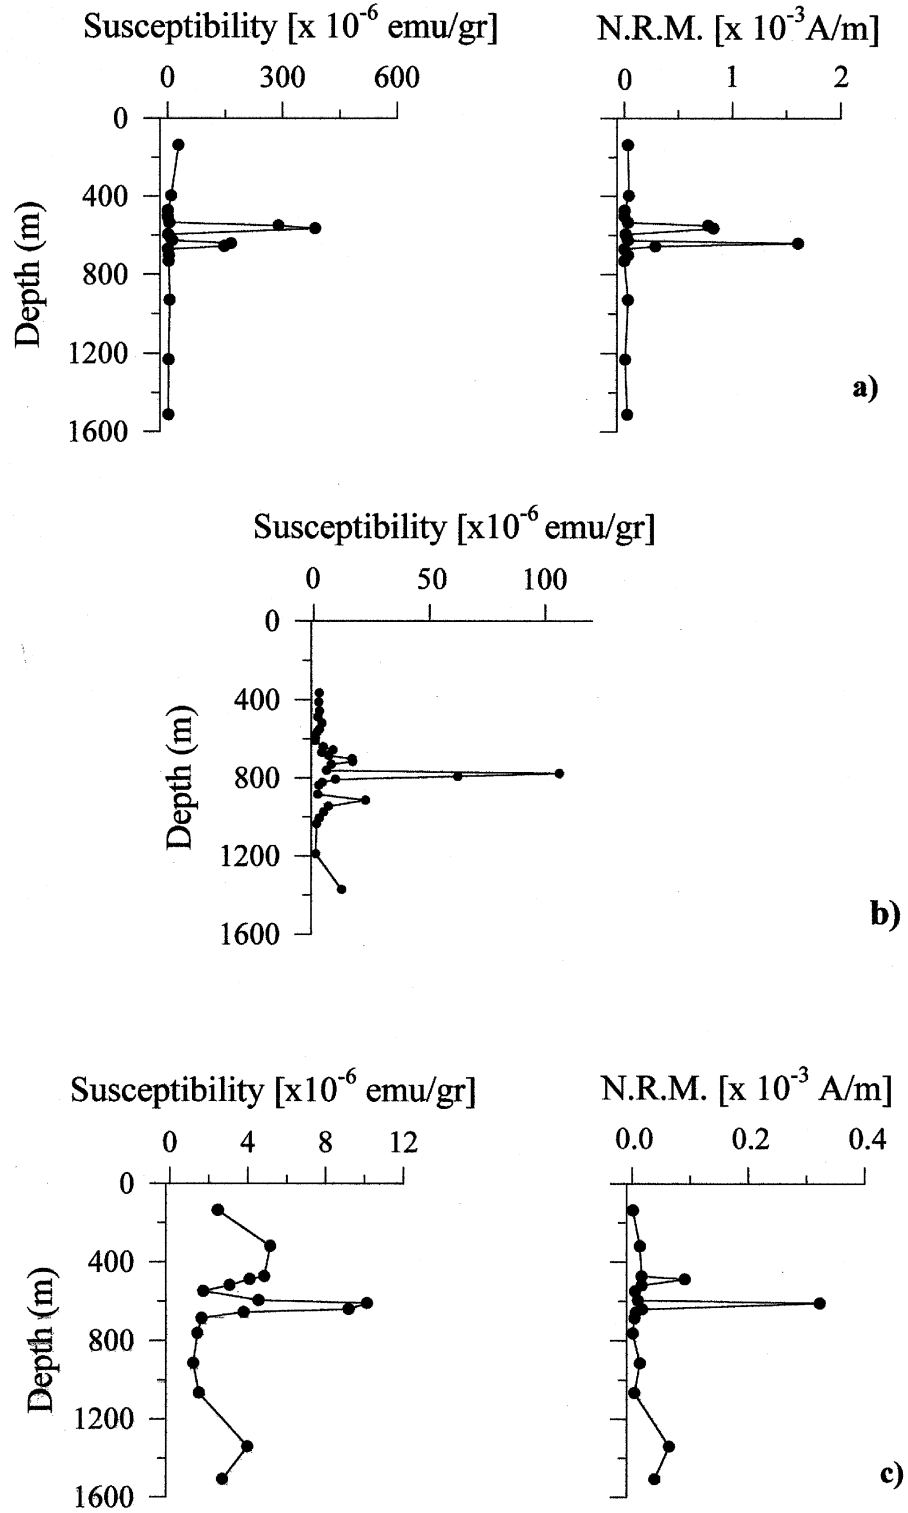 Susceptibility [x 10⁻⁶ emu/gr] N.R.M. [x 10⁻³ A/m]
0 300 600 0 1 2
0
400
800
1200
1600
Depth (m)
a)
Susceptibility [x10⁻⁶ emu/gr]
0 50 100
0
400
800
1200
1600
Depth (m)
b)
Susceptibility [x10⁻⁶ emu/gr] N.R.M. [x 10⁻³ A/m]
0 4 8 12 0.0 0.2 0.4
0
400
800
1200
1600
Depth (m)
c)